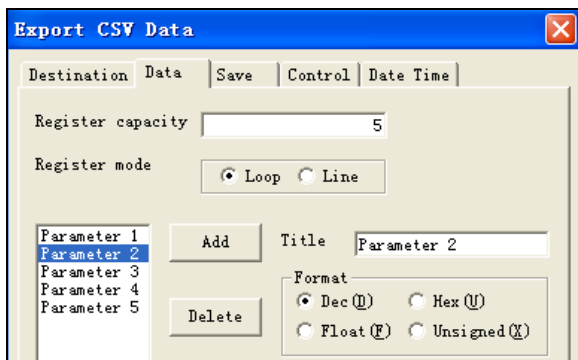 Export CSV Data
Destination Data Save Control Date Time
Register capacity 5
Register mode Loop Line
Parameter 1
Parameter 2
Parameter 3
Parameter 4
Parameter 5
Add
Delete
Title Parameter 2
Format
Dec(D) Hex(U)
Float(F) Unsigned(X)